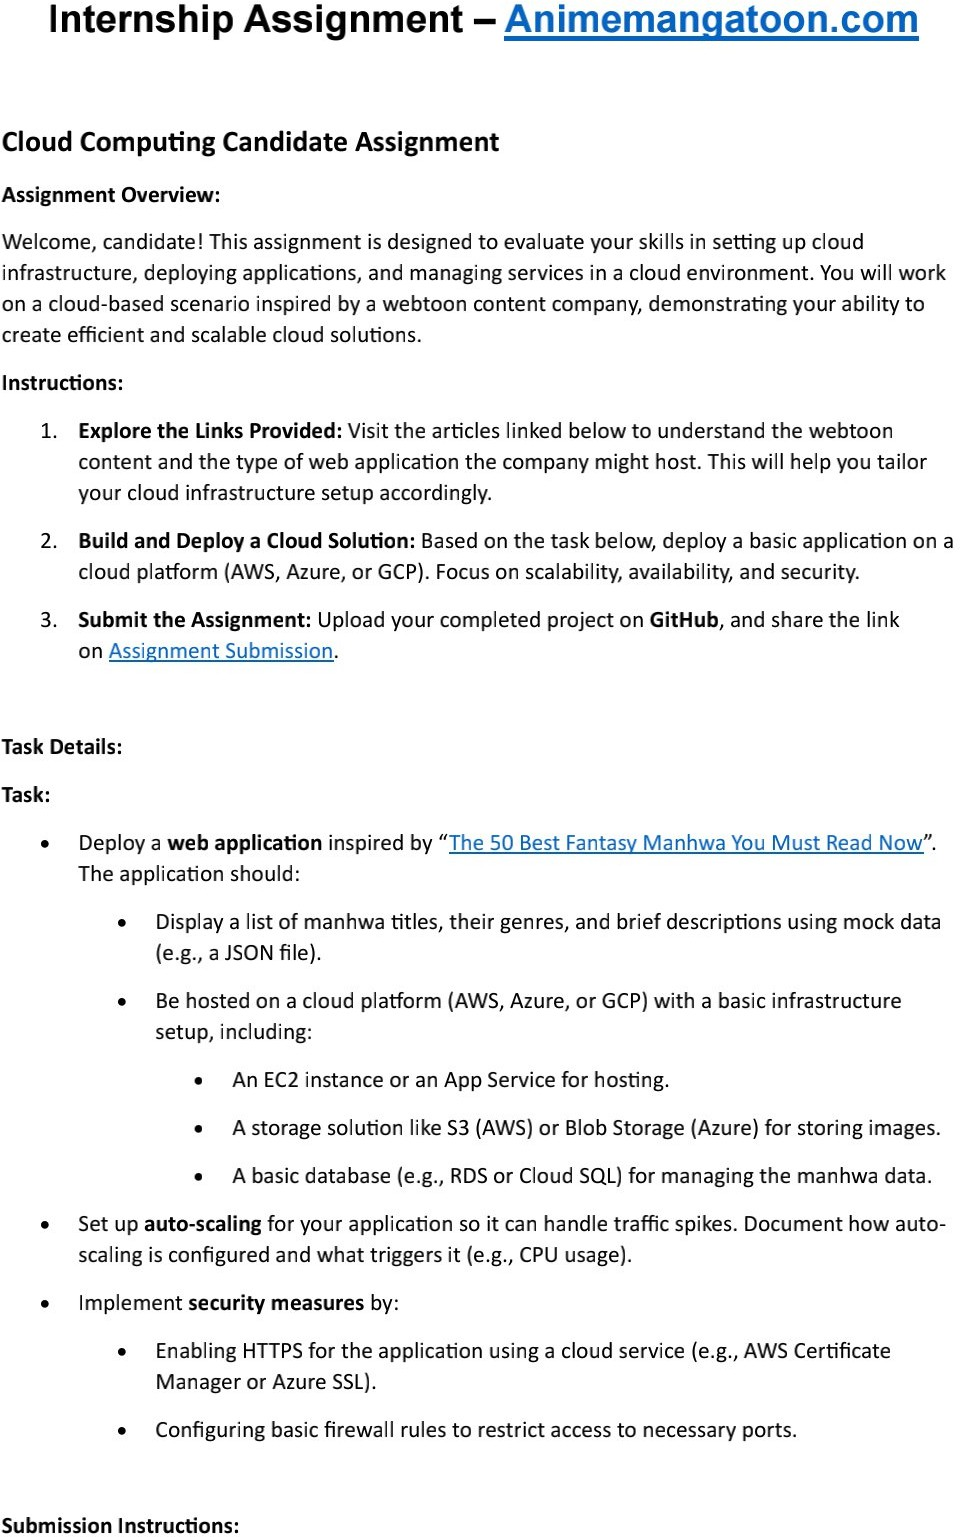 Internship Assignment – Animemangatoon.com
Cloud Computing Candidate Assignment
Assignment Overview:
Welcome, candidate! This assignment is designed to evaluate your skills in setting up cloud
infrastructure, deploying applications, and managing services in a cloud environment. You will work
on a cloud-based scenario inspired by a webtoon content company, demonstrating your ability to
create efficient and scalable cloud solutions.
Instructions:
1. Explore the Links Provided: Visit the articles linked below to understand the webtoon
content and the type of web application the company might host. This will help you tailor
your cloud infrastructure setup accordingly.
2. Build and Deploy a Cloud Solution: Based on the task below, deploy a basic application on a
cloud platform (AWS, Azure, or GCP). Focus on scalability, availability, and security.
3. Submit the Assignment: Upload your completed project on GitHub, and share the link
on Assignment Submission.
Task Details:
Task:
• Deploy a web application inspired by “The 50 Best Fantasy Manhwa You Must Read Now”.
The application should:
• Display a list of manhwa titles, their genres, and brief descriptions using mock data
(e.g., a JSON file).
• Be hosted on a cloud platform (AWS, Azure, or GCP) with a basic infrastructure
setup, including:
• An EC2 instance or an App Service for hosting.
• A storage solution like S3 (AWS) or Blob Storage (Azure) for storing images.
• A basic database (e.g., RDS or Cloud SQL) for managing the manhwa data.
• Set up auto-scaling for your application so it can handle traffic spikes. Document how auto-
scaling is configured and what triggers it (e.g., CPU usage).
• Implement security measures by:
• Enabling HTTPS for the application using a cloud service (e.g., AWS Certificate
Manager or Azure SSL).
• Configuring basic firewall rules to restrict access to necessary ports.
Submission Instructions: